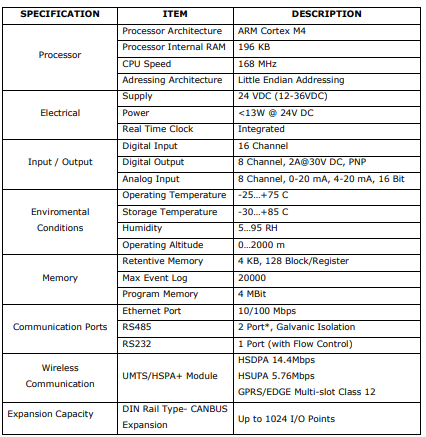 SPECIFICATION ITEM DESCRIPTION
Processor
Processor Architecture ARM Cortex M4
Processor Internal RAM 196 KB
CPU Speed 168 MHz
Adressing Architecture Little Endian Addressing
Electrical
Supply 24 VDC (12-36VDC)
Power <13W @ 24V DC
Real Time Clock Integrated
Input / Output
Digital Input 16 Channel
Digital Output 8 Channel, 2A@30V DC, PNP
Analog Input 8 Channel, 0-20 mA, 4-20 mA, 16 Bit
Enviromental
Conditions
Operating Temperature -25…+75 C
Storage Temperature -30…+85 C
Humidity 5…95 RH
Operating Altitude 0…2000 m
Memory
Retentive Memory 4 KB, 128 Block/Register
Max Event Log 20000
Program Memory 4 MBit
Communication Ports
Ethernet Port 10/100 Mbps
RS485 2 Port*, Galvanic Isolation
RS232 1 Port (with Flow Control)
Wireless
Communication
UMTS/HSPA+ Module
HSDPA 14.4Mbps
HSUPA 5.76Mbps
GPRS/EDGE Multi-slot Class 12
Expansion Capacity
DIN Rail Type- CANBUS
Expansion
Up to 1024 I/O Points